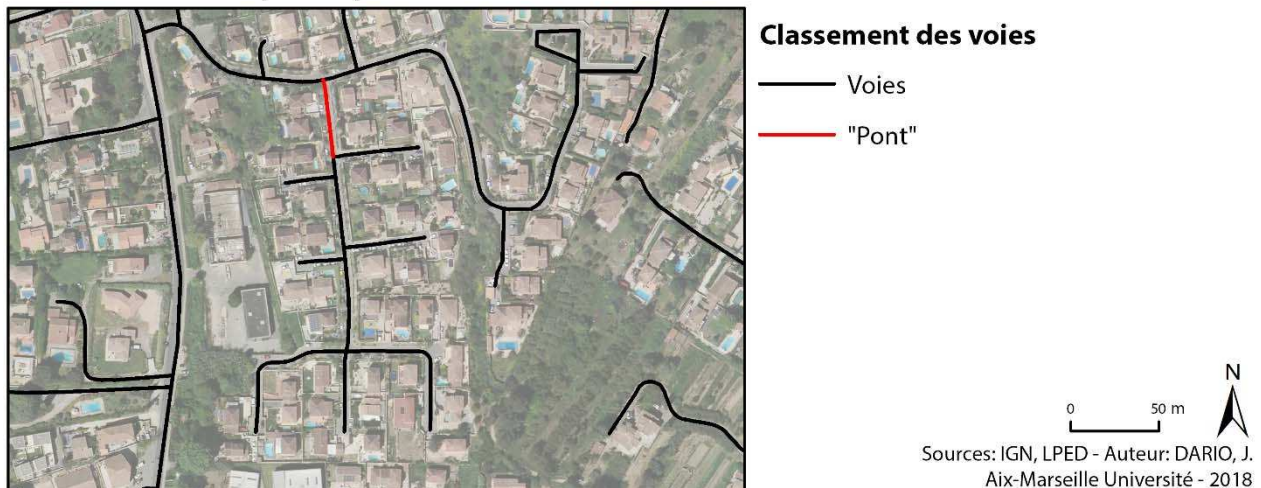 Classement des voies
Voies
"Pont"
N
0 50 m
Sources: IGN, LPED - Auteur: DARIO, J.
Aix-Marseille Université - 2018